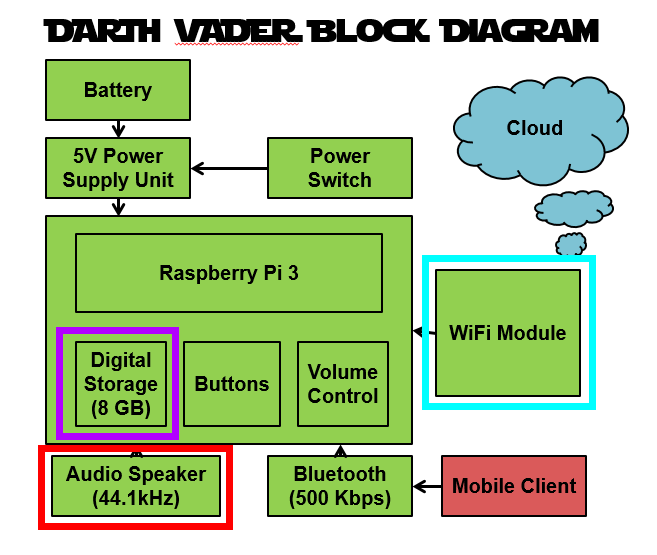 DARTH VADER BLOCK DIAGRAM
Battery
Cloud
5V Power
Supply Unit
Power
Switch
Raspberry Pi 3
WiFi Module
Digital
Storage
(8 GB)
Buttons
Volume
Control
Audio Speaker
(44.1kHz)
Bluetooth
(500 Kbps)
Mobile Client